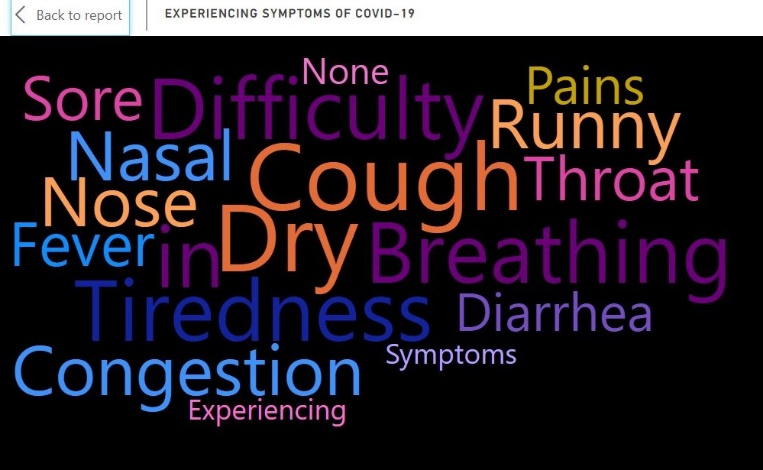 Back to report
EXPERIENCING SYMPTOMS OF COVID-19
None
Sore
Difficulty
Pains
Runny
Nasal
Cough
Throat
Nose
Dry
Fever
in
Breathing
Tiredness
Diarrhea
Congestion
Symptoms
Experiencing